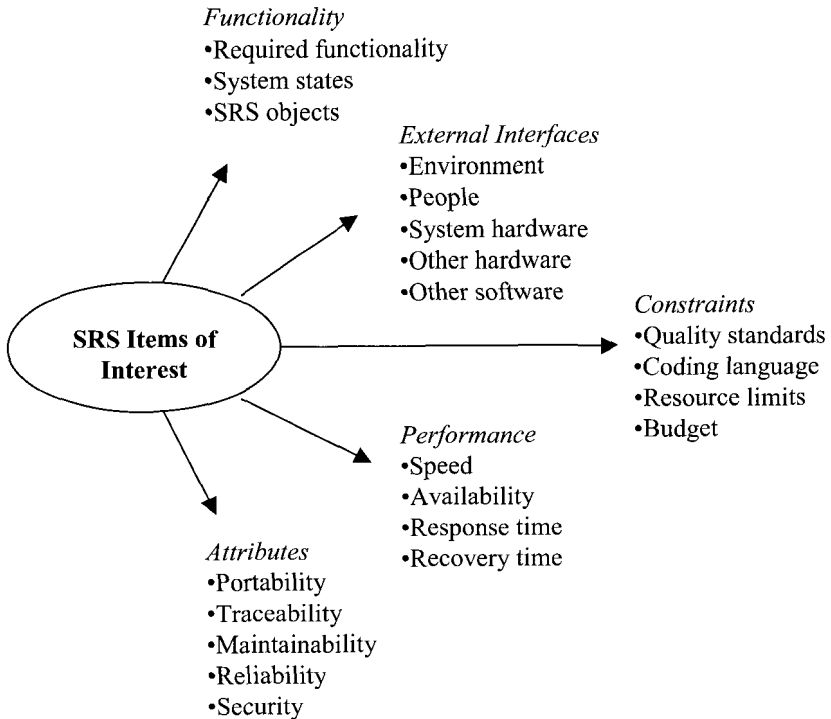 Functionality
•Required functionality
•System states
•SRS objects
External Interfaces
•Environment
•People
•System hardware
•Other hardware
•Other software
Constraints
•Quality standards
•Coding language
•Resource limits
•Budget
SRS Items of
Interest
Performance
•Speed
•Availability
•Response time
•Recovery time
Attributes
•Portability
•Traceability
•Maintainability
•Reliability
•Security